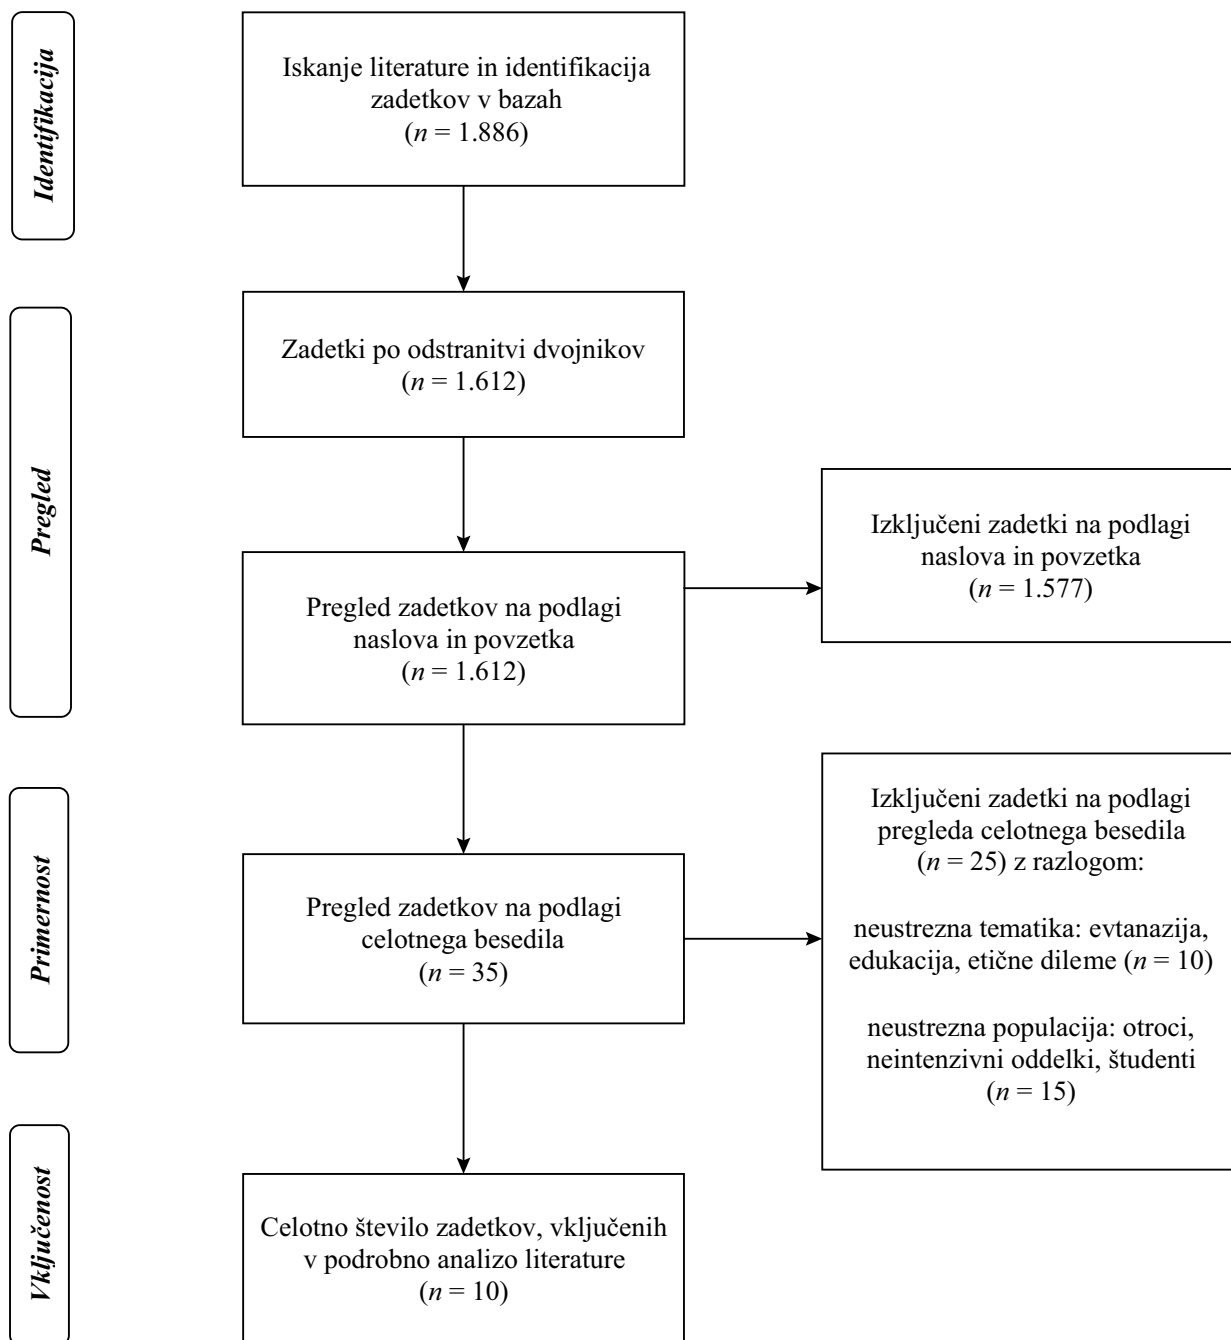 Identifikacija
Iskanje literature in identifikacija
zadetkov v bazah
(n = 1.886)
Pregled
Zadetki po odstranitvi dvojnikov
(n = 1.612)
Pregled zadetkov na podlagi
naslova in povzetka
(n = 1.612)
Izključeni zadetki na podlagi
naslova in povzetka
(n = 1.577)
Primernost
Pregled zadetkov na podlagi
celotnega besedila
(n = 35)
Izključeni zadetki na podlagi
pregleda celotnega besedila
(n = 25) z razlogom:
neustrezna tematika: evtanazija,
edukacija, etične dileme (n = 10)
neustrezna populacija: otroci,
neintenzivni oddelki, študenti
(n = 15)
Vključenost
Celotno število zadetkov, vključenih
v podrobno analizo literature
(n = 10)